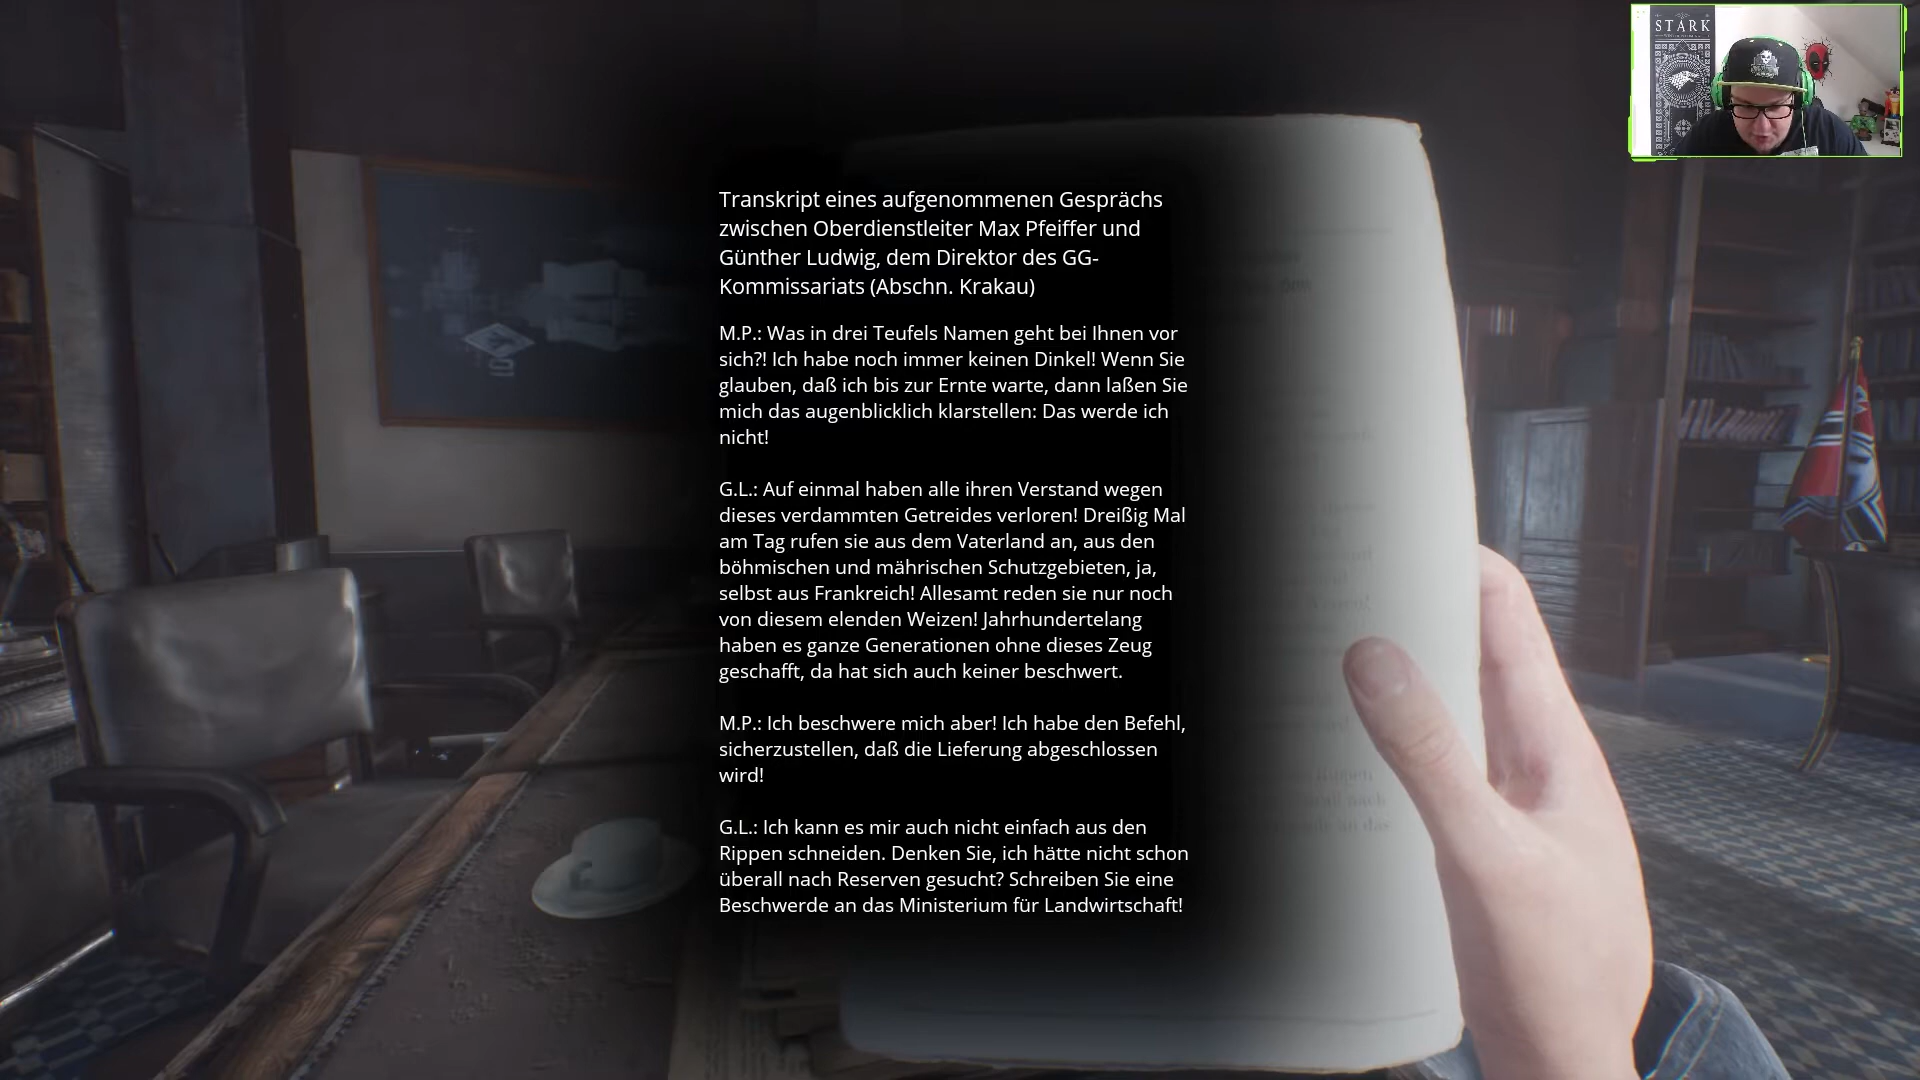 STARK
Transkript eines aufgenommenen Gesprächs
zwischen Oberdienstleiter Max Pfeiffer und
Günther Ludwig, dem Direktor des GG-
Kommissariats (Abschn. Krakau)
M.P.: Was in drei Teufels Namen geht bei Ihnen vor
sich?! Ich habe noch immer keinen Dinkel! Wenn Sie
glauben, daß ich bis zur Ernte warte, dann laßen Sie
mich das augenblicklich klarstellen: Das werde ich
nicht!
G.L.: Auf einmal haben alle ihren Verstand wegen
dieses verdammten Getreides verloren! Dreißig Mal
am Tag rufen sie aus dem Vaterland an, aus den
böhmischen und mährischen Schutzgebieten, ja,
selbst aus Frankreich! Allesamt reden sie nur noch
von diesem elenden Weizen! Jahrhundertelang
haben es ganze Generationen ohne dieses Zeug
geschafft, da hat sich auch keiner beschwert.
M.P.: Ich beschwere mich aber! Ich habe den Befehl,
sicherzustellen, daß die Lieferung abgeschlossen
wird!
G.L.: Ich kann es mir auch nicht einfach aus den
Rippen schneiden. Denken Sie, ich hätte nicht schon
überall nach Reserven gesucht? Schreiben Sie eine
Beschwerde an das Ministerium für Landwirtschaft!